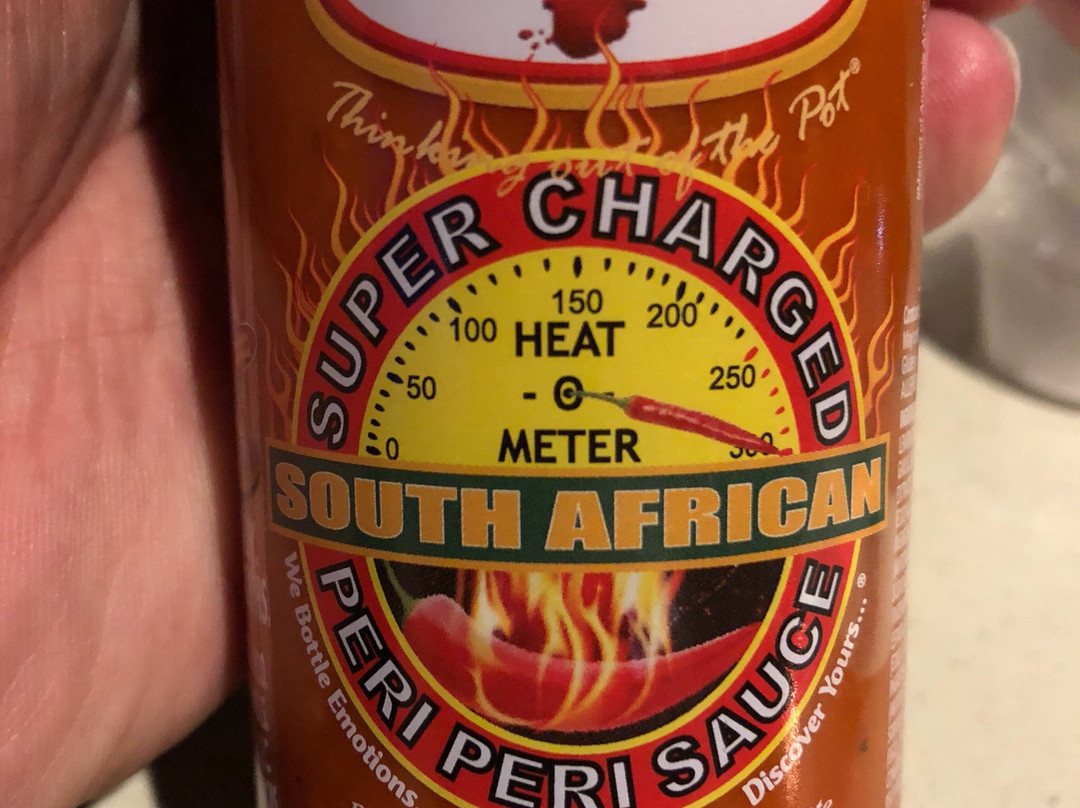 Thinking out of the Pot®
SUPER CHARGED
150
100 200
HEAT
50 250
METER
0 300
SOUTH AFRICAN
PERI PERI SAUCE
We Bottle Emotions
Discover Yours...®